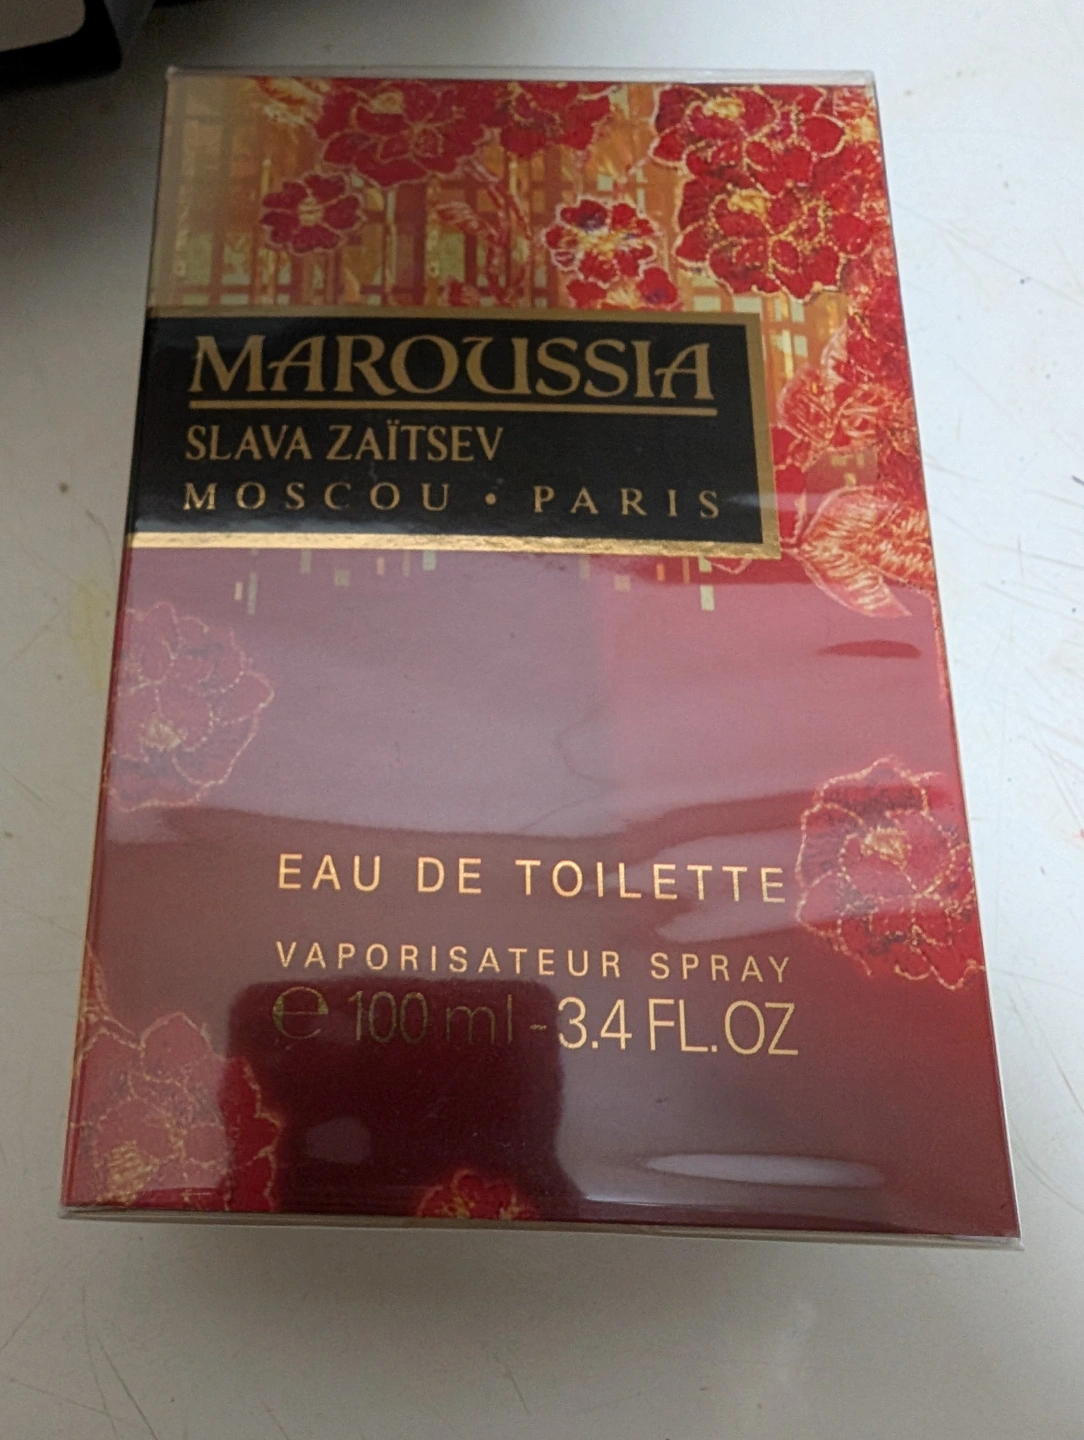 MAROUSSIA
SLAVA ZAÏTSEV
MOSCOU • PARIS
EAU DE TOILETTE
VAPORISATEUR SPRAY
℮ 100 ml - 3.4 FL.OZ